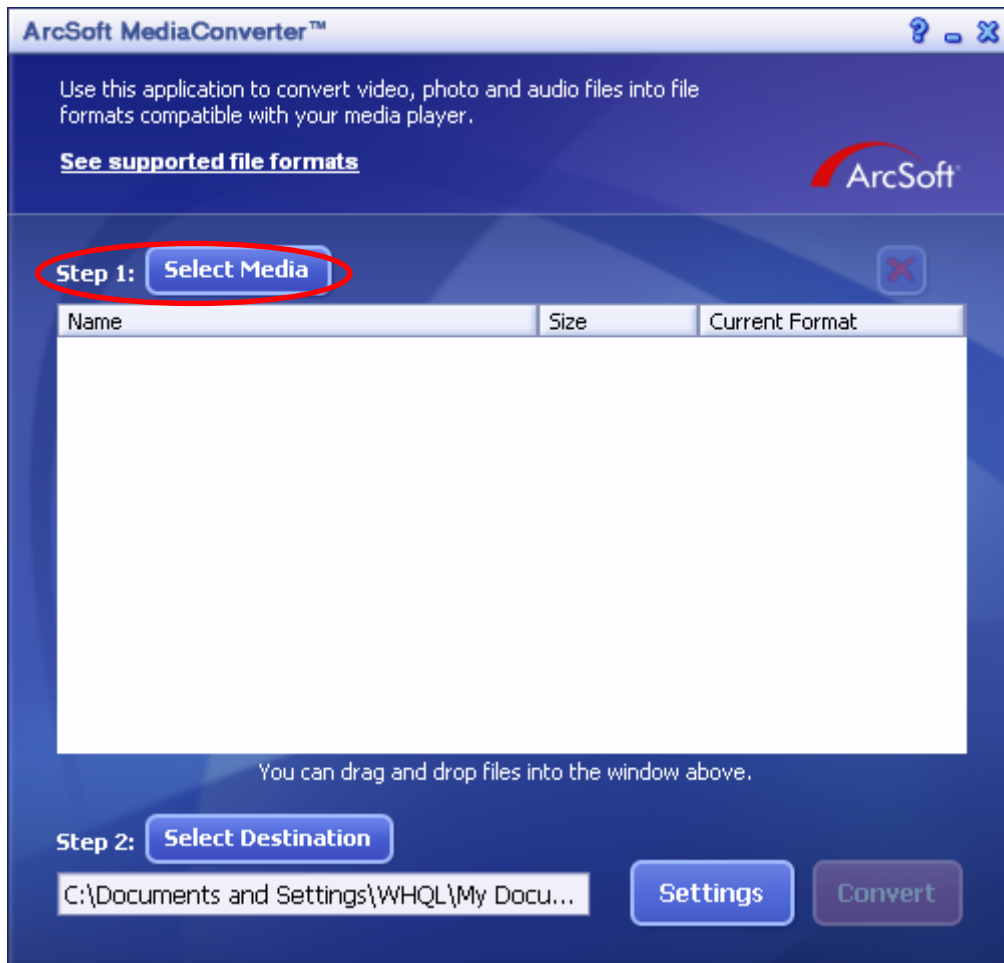 ArcSoft MediaConverter™
Use this application to convert video, photo and audio files into file
formats compatible with your media player.
See supported file formats
ArcSoft
Step 1: Select Media
Name Size Current Format
You can drag and drop files into the window above.
Step 2: Select Destination
C:\Documents and Settings\WHQL\My Docu...
Settings Convert